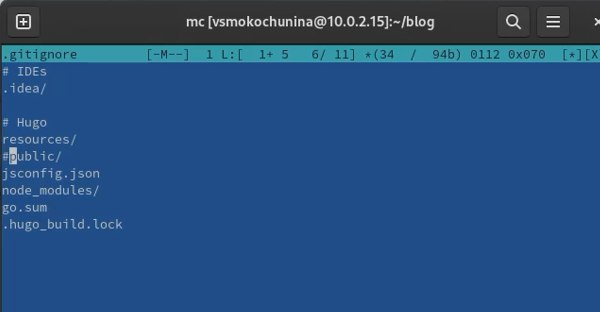 mc [vsmokochunina@10.0.2.15]:~/blog
.gitignore [-M--] 1 L:[ 1+ 5 6/ 11] *(34 / 94b) 0112 0x070 [*][X
# IDEs
.idea/
# Hugo
resources/
#public/
jsconfig.json
node_modules/
go.sum
.hugo_build.lock